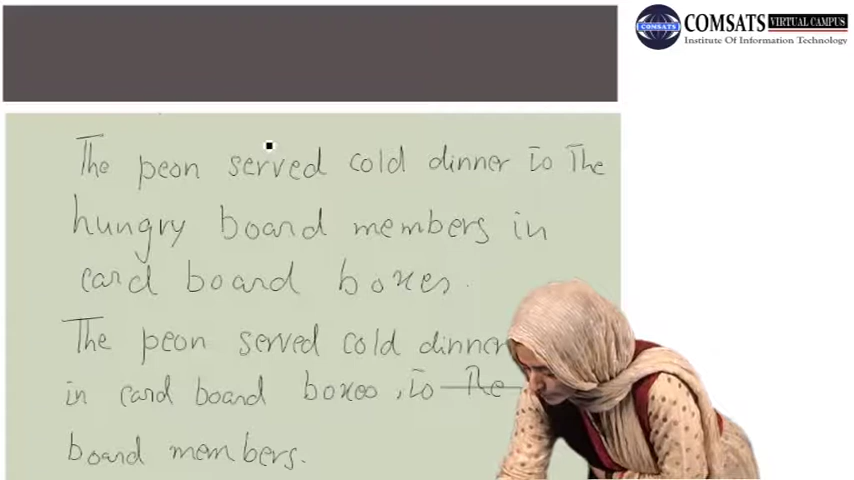 COMSATS VIRTUAL CAMPUS
COMSATS Institute Of Information Technology
The peon served cold dinner to the
hungry board members in
card board boxes.
The peon served cold dinner
in card board boxes, to the
board members.